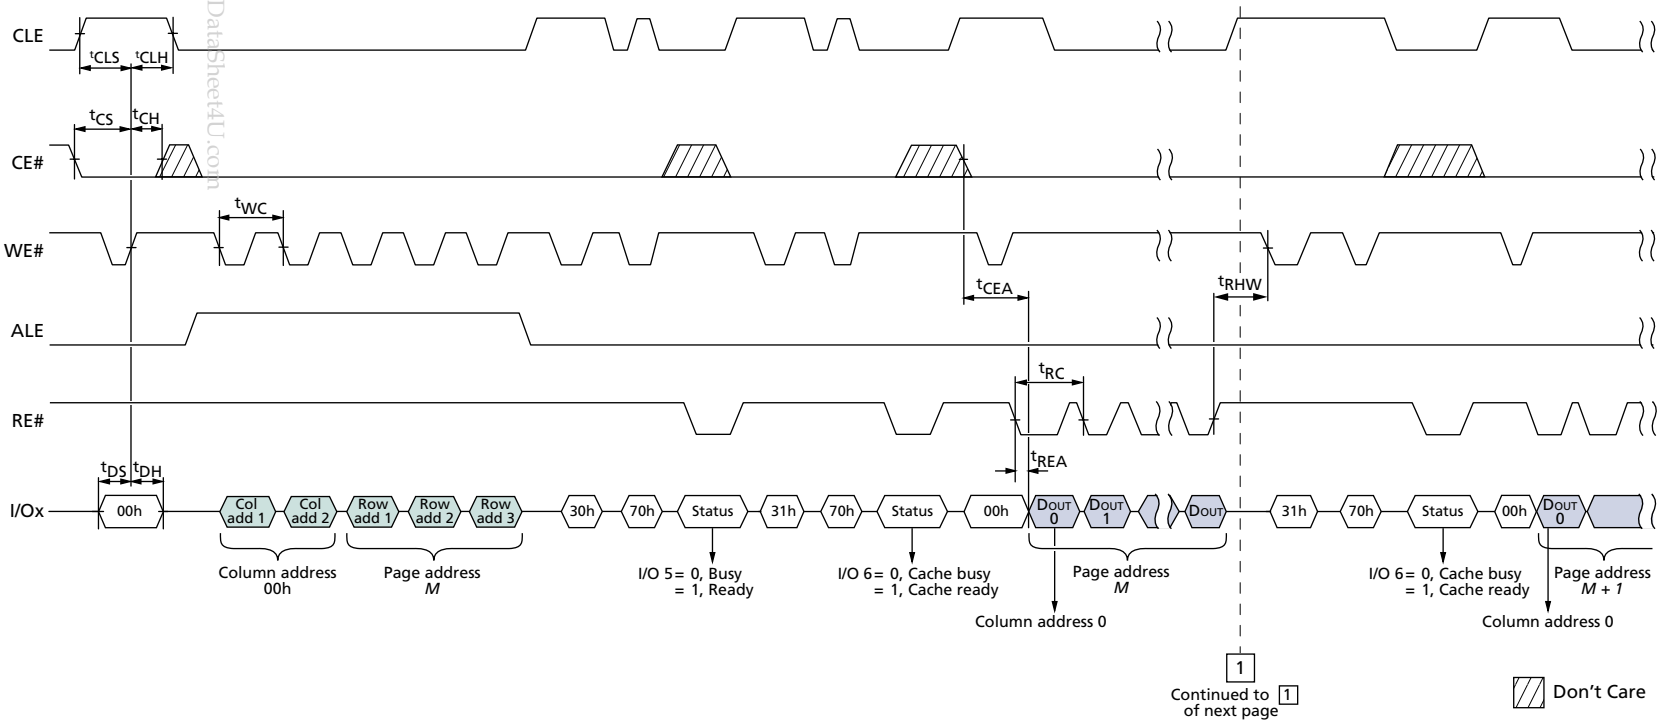 DataSheet4U.com
CLE
tCLS tCLH
tCS tCH
CE#
tWC
WE#
tCEA
tRHW
ALE
tRC
RE#
tREA
tDS tDH
I/Ox
00h
Col add 1
Col add 2
Row add 1
Row add 2
Row add 3
30h
70h
Status
31h
70h
Status
00h
DOUT 0
DOUT 1
DOUT
31h
70h
Status
00h
DOUT 0
Column address
00h
Page address
M
I/O 5 = 0, Busy
= 1, Ready
I/O 6 = 0, Cache busy
= 1, Cache ready
Page address
M
Column address 0
I/O 6 = 0, Cache busy
= 1, Cache ready
Page address
M + 1
Column address 0
1
Continued to 1
of next page
Don't Care